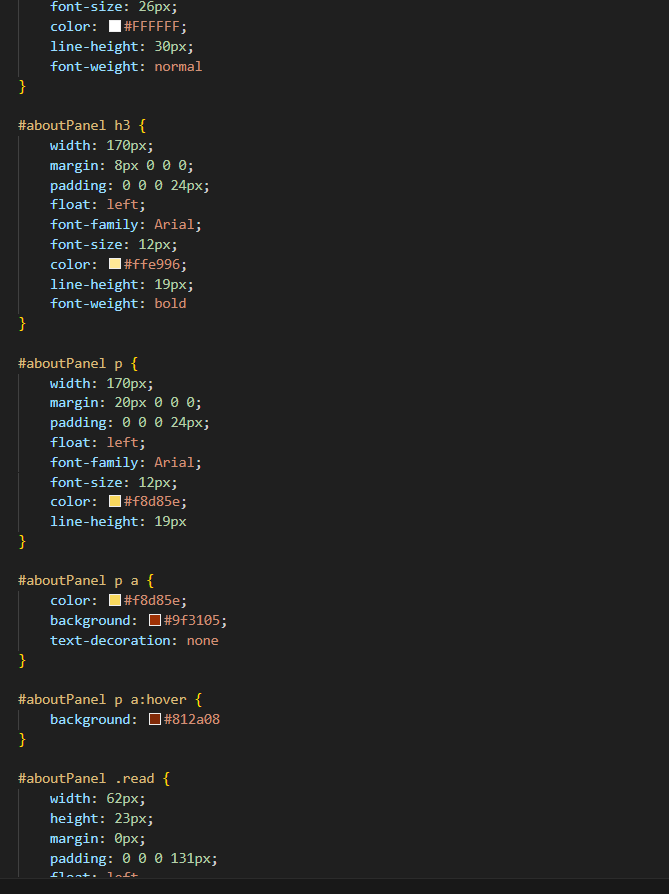 font-size: 26px;
color: #FFFFFF;
line-height: 30px;
font-weight: normal
}
#aboutPanel h3 {
width: 170px;
margin: 8px 0 0 0;
padding: 0 0 0 24px;
float: left;
font-family: Arial;
font-size: 12px;
color: #ffe996;
line-height: 19px;
font-weight: bold
}
#aboutPanel p {
width: 170px;
margin: 20px 0 0 0;
padding: 0 0 0 24px;
float: left;
font-family: Arial;
font-size: 12px;
color: #f8d85e;
line-height: 19px
}
#aboutPanel p a {
color: #f8d85e;
background: #9f3105;
text-decoration: none
}
#aboutPanel p a:hover {
background: #812a08
}
#aboutPanel .read {
width: 62px;
height: 23px;
margin: 0px;
padding: 0 0 0 131px;
float: left